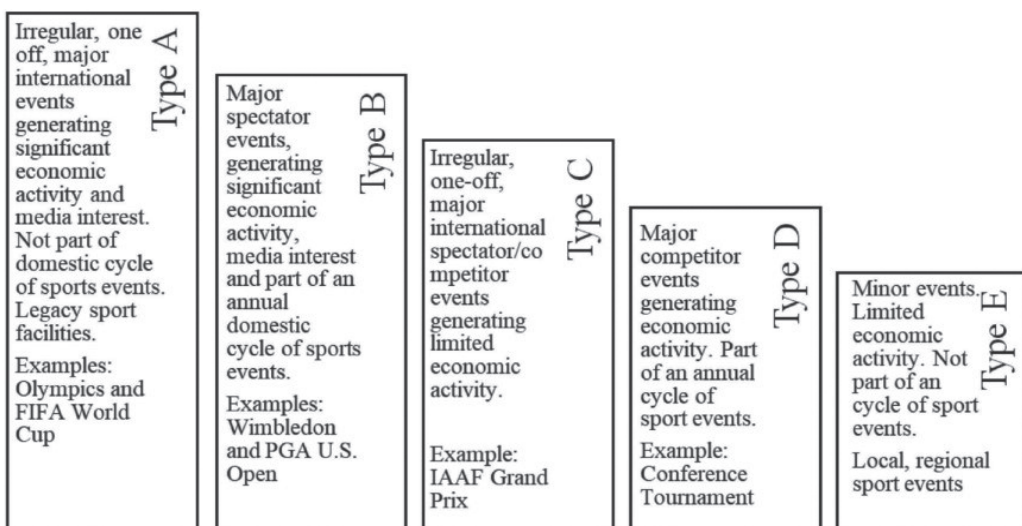 Irregular, one
off, major
international
events
generating
significant
economic
activity and
media interest.
Not part of
domestic cycle
of sports events.
Legacy sport
facilities.
Examples:
Olympics and
FIFA World
Cup
Type A
Major
spectator
events,
generating
significant
economic
activity,
media interest
and part of an
annual
domestic
cycle of sports
events.
Examples:
Wimbledon
and PGA U.S.
Open
Type B
Irregular,
one-off,
major
international
spectator/co
mpetitor
events
generating
limited
economic
activity.
Example:
IAAF Grand
Prix
Type C
Major
competitor
events
generating
economic
activity. Part
of an annual
cycle of
sport events.
Example:
Conference
Tournament
Type D
Minor events.
Limited
economic
activity. Not
part of an
cycle of sport
events.
Local, regional
sport events
Type E